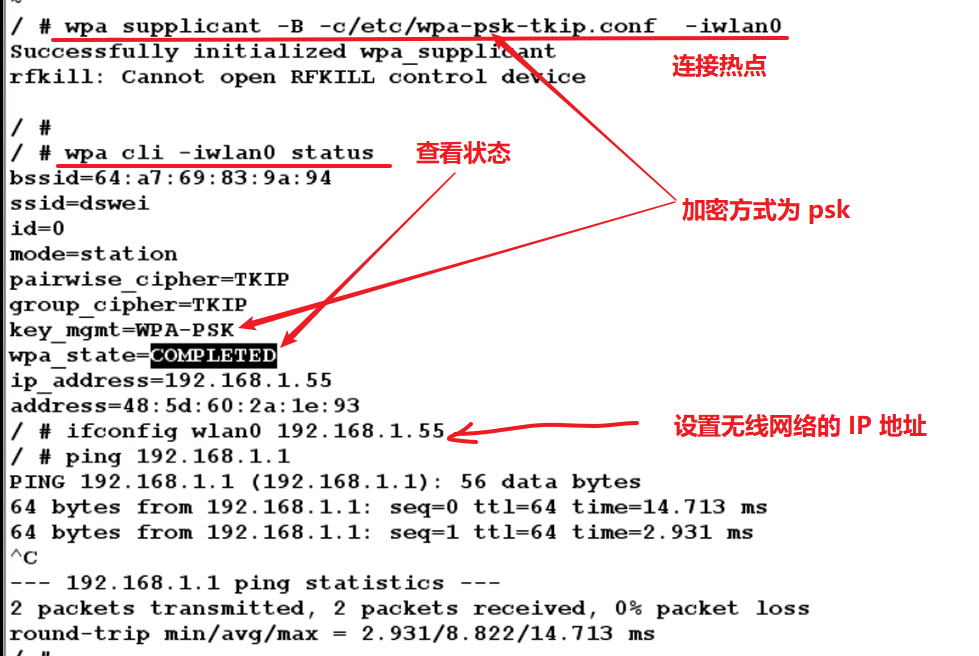 / # wpa_supplicant -B -c/etc/wpa-psk-tkip.conf -iwlan0
Successfully initialized wpa_supplicant
连接热点
rfkill: Cannot open RFKILL control device
/ #
/ # wpa_cli -iwlan0 status
查看状态
bssid=64:a7:69:83:9a:94
ssid=dswei
加密方式为 psk
id=0
mode=station
pairwise_cipher=TKIP
group_cipher=TKIP
key_mgmt=WPA-PSK
wpa_state=COMPLETED
ip_address=192.168.1.55
address=48:5d:60:2a:1e:93
/ # ifconfig wlan0 192.168.1.55
设置无线网络的 IP 地址
/ # ping 192.168.1.1
PING 192.168.1.1 (192.168.1.1): 56 data bytes
64 bytes from 192.168.1.1: seq=0 ttl=64 time=14.713 ms
64 bytes from 192.168.1.1: seq=1 ttl=64 time=2.931 ms
^C
--- 192.168.1.1 ping statistics ---
2 packets transmitted, 2 packets received, 0% packet loss
round-trip min/avg/max = 2.931/8.822/14.713 ms
/ #